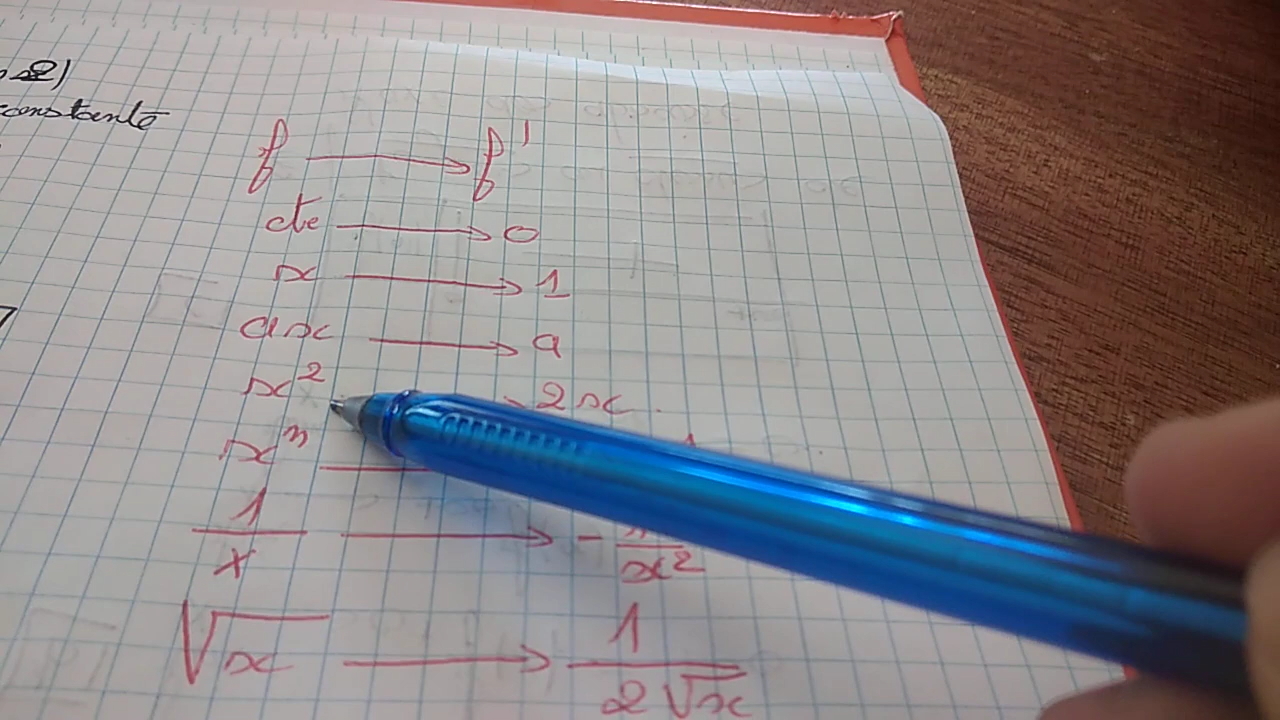 2)
constante
f → f'
cte → 0
x → 1
ax → a
x² 2x
xⁿ
1/x → - 1/x²
√x → 1/(2√x)